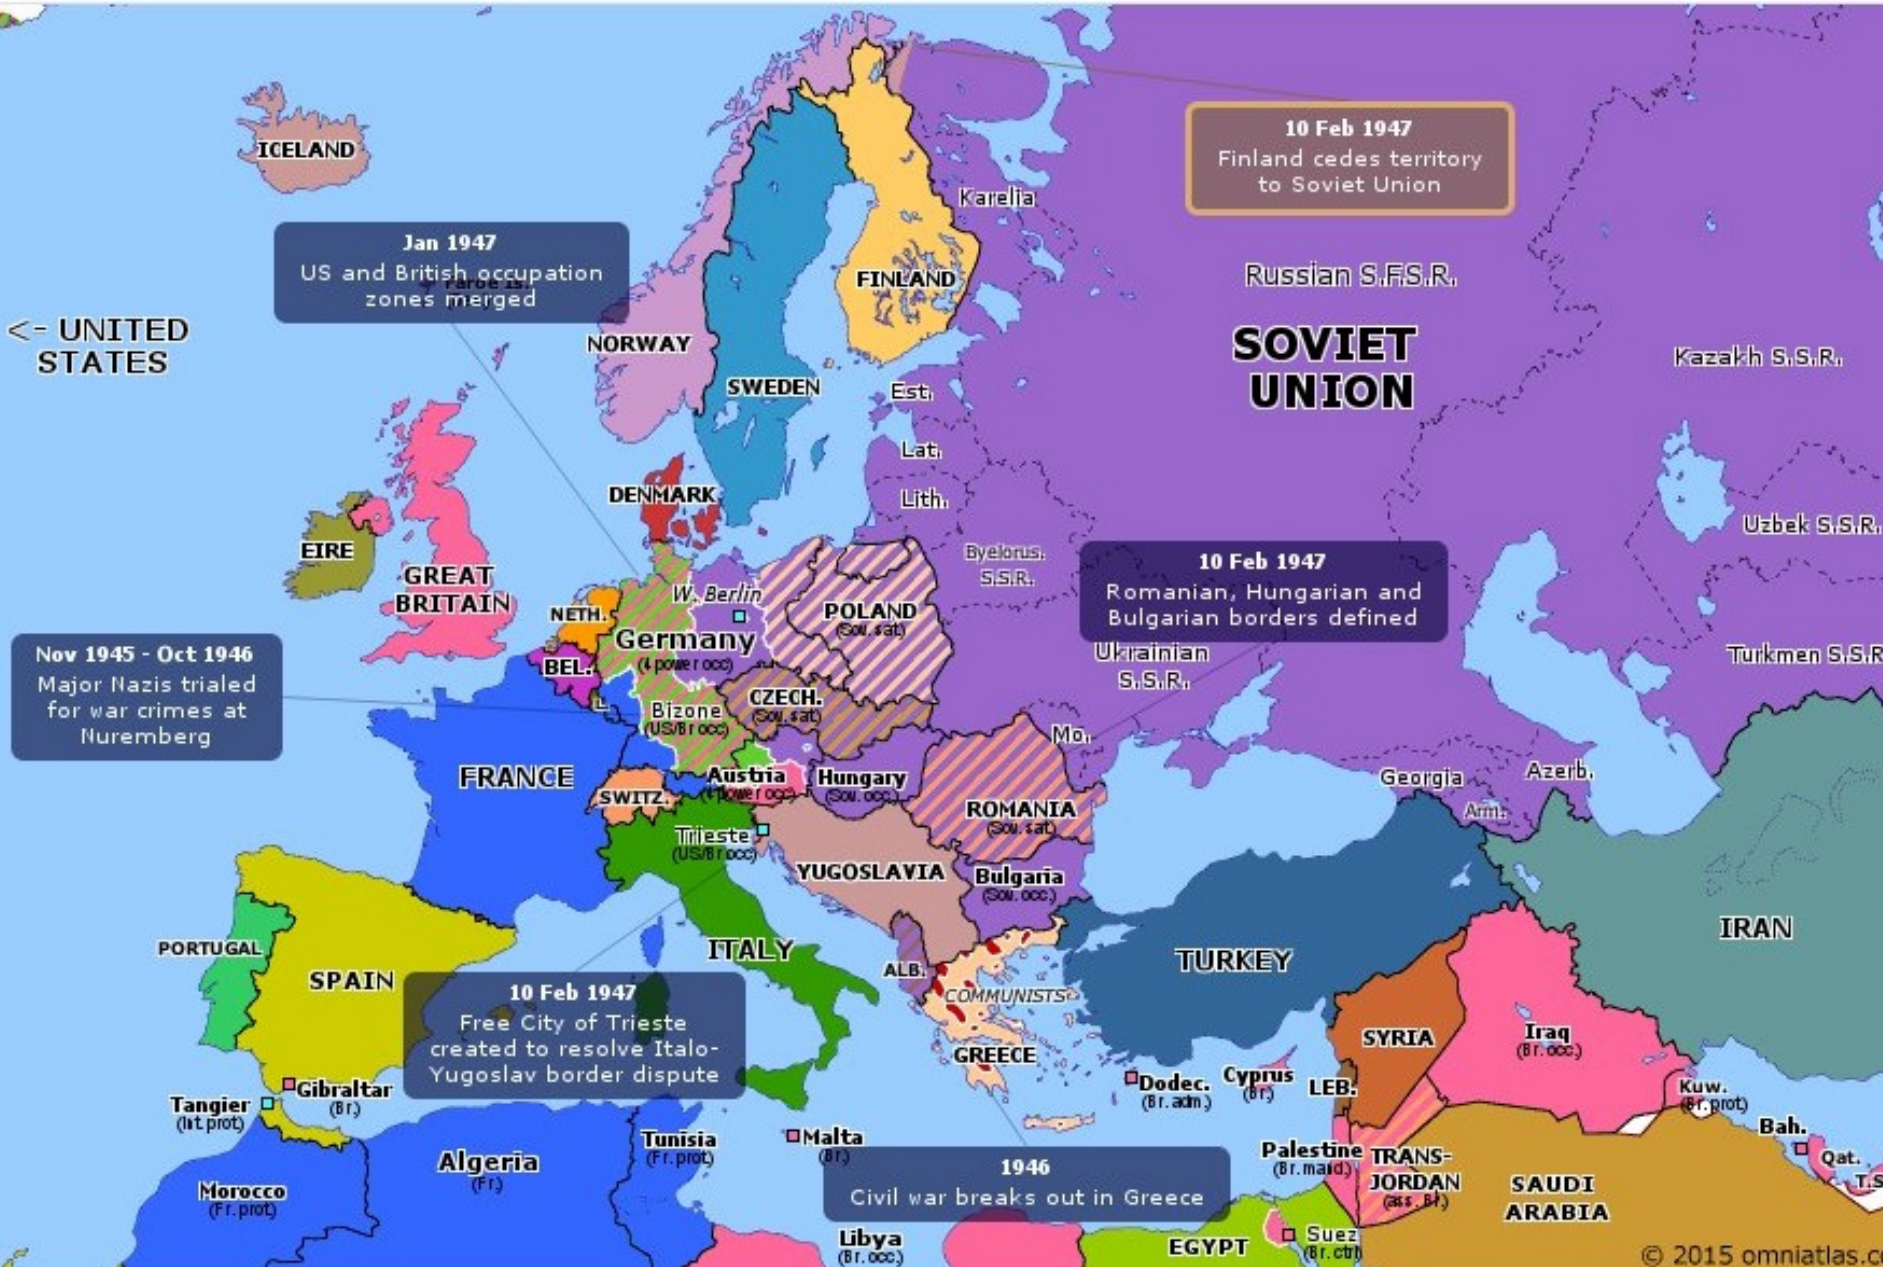 ICELAND
10 Feb 1947
Finland cedes territory
to Soviet Union
Karelia
Jan 1947
US and British occupation
zones merged
Faroe Is.
FINLAND
Russian S.F.S.R.
<- UNITED
STATES
NORWAY
SWEDEN
SOVIET
UNION
Kazakh S.S.R.
Est.
Lat.
Lith.
DENMARK
Uzbek S.S.R.
EIRE
GREAT
BRITAIN
Byelorus.
S.S.R.
10 Feb 1947
Romanian, Hungarian and
Bulgarian borders defined
W. Berlin
NETH.
POLAND
(Sov. sat)
Germany
(4 power occ)
Nov 1945 - Oct 1946
Major Nazis trialed
for war crimes at
Nuremberg
BEL.
L.
Ukrainian
S.S.R.
Turkmen S.S.R
CZECH.
(Sov. sat)
Bizone
(US/Br occ)
Mo.
FRANCE
SWITZ.
Austria
(4 power occ)
Hungary
(Sov. occ.)
ROMANIA
(Sov. sat)
Georgia
Azerb.
Arm.
Trieste
(US/Br occ)
YUGOSLAVIA
Bulgaria
(Sov. occ.)
PORTUGAL
SPAIN
ITALY
ALB.
COMMUNISTS
GREECE
TURKEY
IRAN
10 Feb 1947
Free City of Trieste
created to resolve Italo-
Yugoslav border dispute
SYRIA
Iraq
(Br. occ.)
Gibraltar
(Br.)
Tangier
(Int. prot)
Dodec.
(Br. adm.)
Cyprus
(Br.)
LEB.
Kuw.
(Br. prot)
Bah.
Qat.
T.S
Malta
(Br.)
Tunisia
(Fr. prot)
Algeria
(Fr.)
Morocco
(Fr. prot)
1946
Civil war breaks out in Greece
Palestine
(Br. mand.)
TRANS-
JORDAN
(ass. Br.)
SAUDI
ARABIA
Libya
(Br. occ.)
EGYPT
Suez
(Br. ctrl
© 2015 omniatlas.c